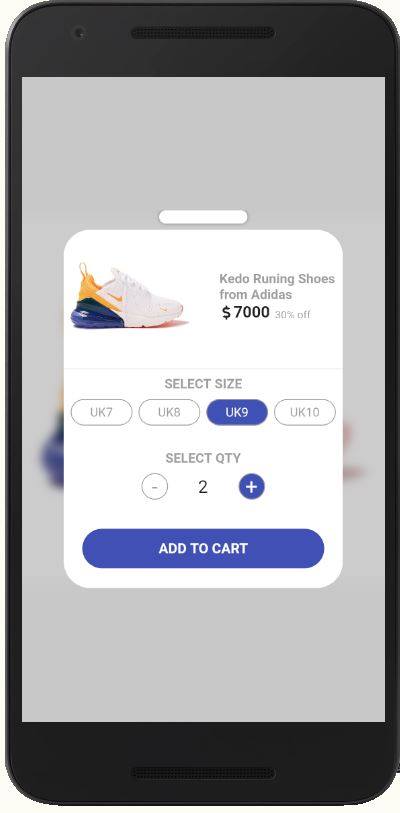 Kedo Runing Shoes
from Adidas
$7000 30% off
SELECT SIZE
UK7 UK8 UK9 UK10
SELECT QTY
- 2 +
ADD TO CART